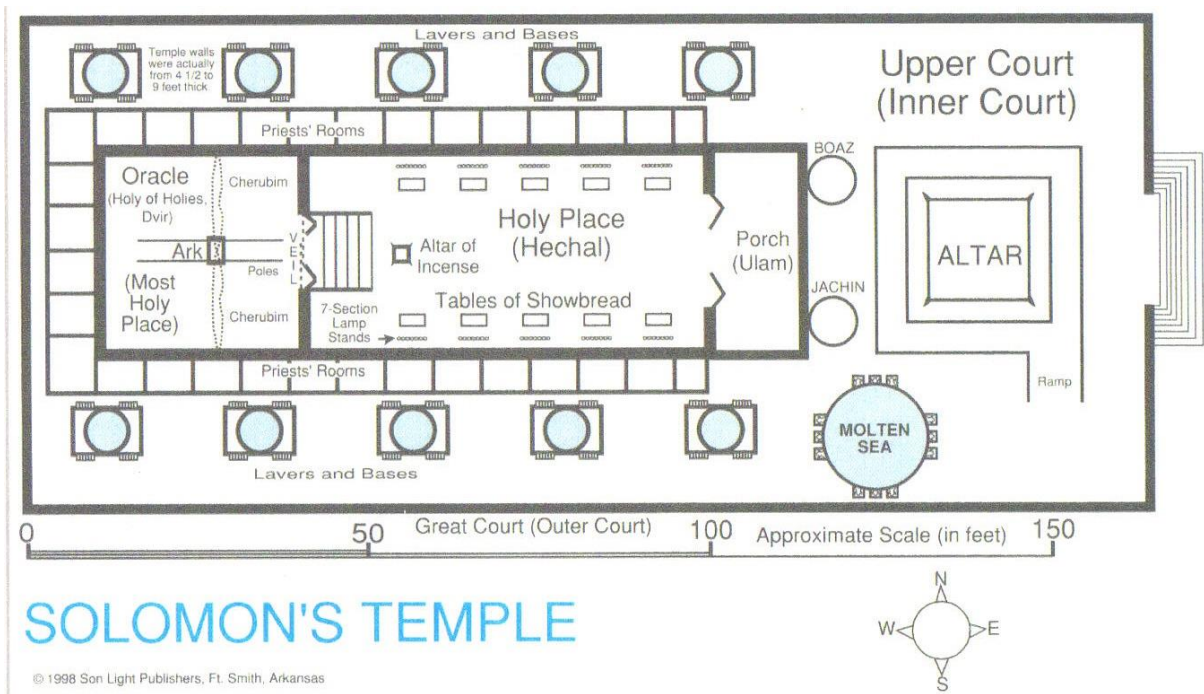 Lavers and Bases
Temple walls
were actually
from 4 1/2 to
9 feet thick
Upper Court
(Inner Court)
Priests' Rooms
BOAZ
Oracle
(Holy of Holies,
Dvir)
Cherubim
Ark
Poles
(Most
Holy
Place)
Cherubim
VEIL
Altar of
Incense
Holy Place
(Hechal)
Tables of Showbread
7-Section
Lamp
Stands
Porch
(Ulam)
JACHIN
ALTAR
Ramp
Priests' Rooms
MOLTEN
SEA
Lavers and Bases
0 50 100 150
Great Court (Outer Court)
Approximate Scale (in feet)
SOLOMON'S TEMPLE
N
W E
S
© 1998 Son Light Publishers, Ft. Smith, Arkansas